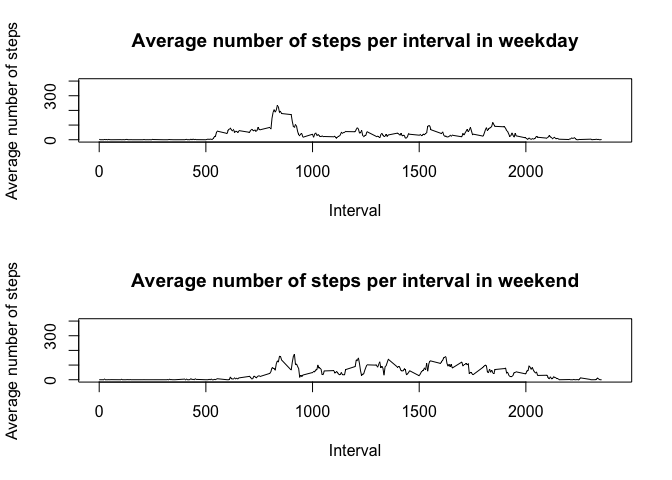 Average number of steps per interval in weekday
Average number of steps
300
0
0 500 1000 1500 2000
Interval
Average number of steps per interval in weekend
Average number of steps
300
0
0 500 1000 1500 2000
Interval